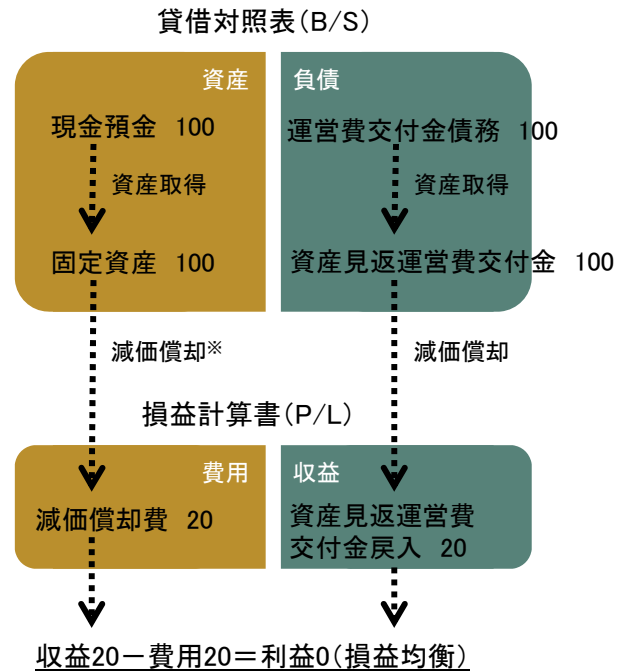 貸借対照表(B/S)
資産
負債
現金預金 100
運営費交付金債務 100
資産取得
資産取得
固定資産 100
資産見返運営費交付金 100
減価償却※
減価償却
損益計算書(P/L)
費用
収益
減価償却費 20
資産見返運営費
交付金戻入 20
収益20-費用20=利益0(損益均衡)